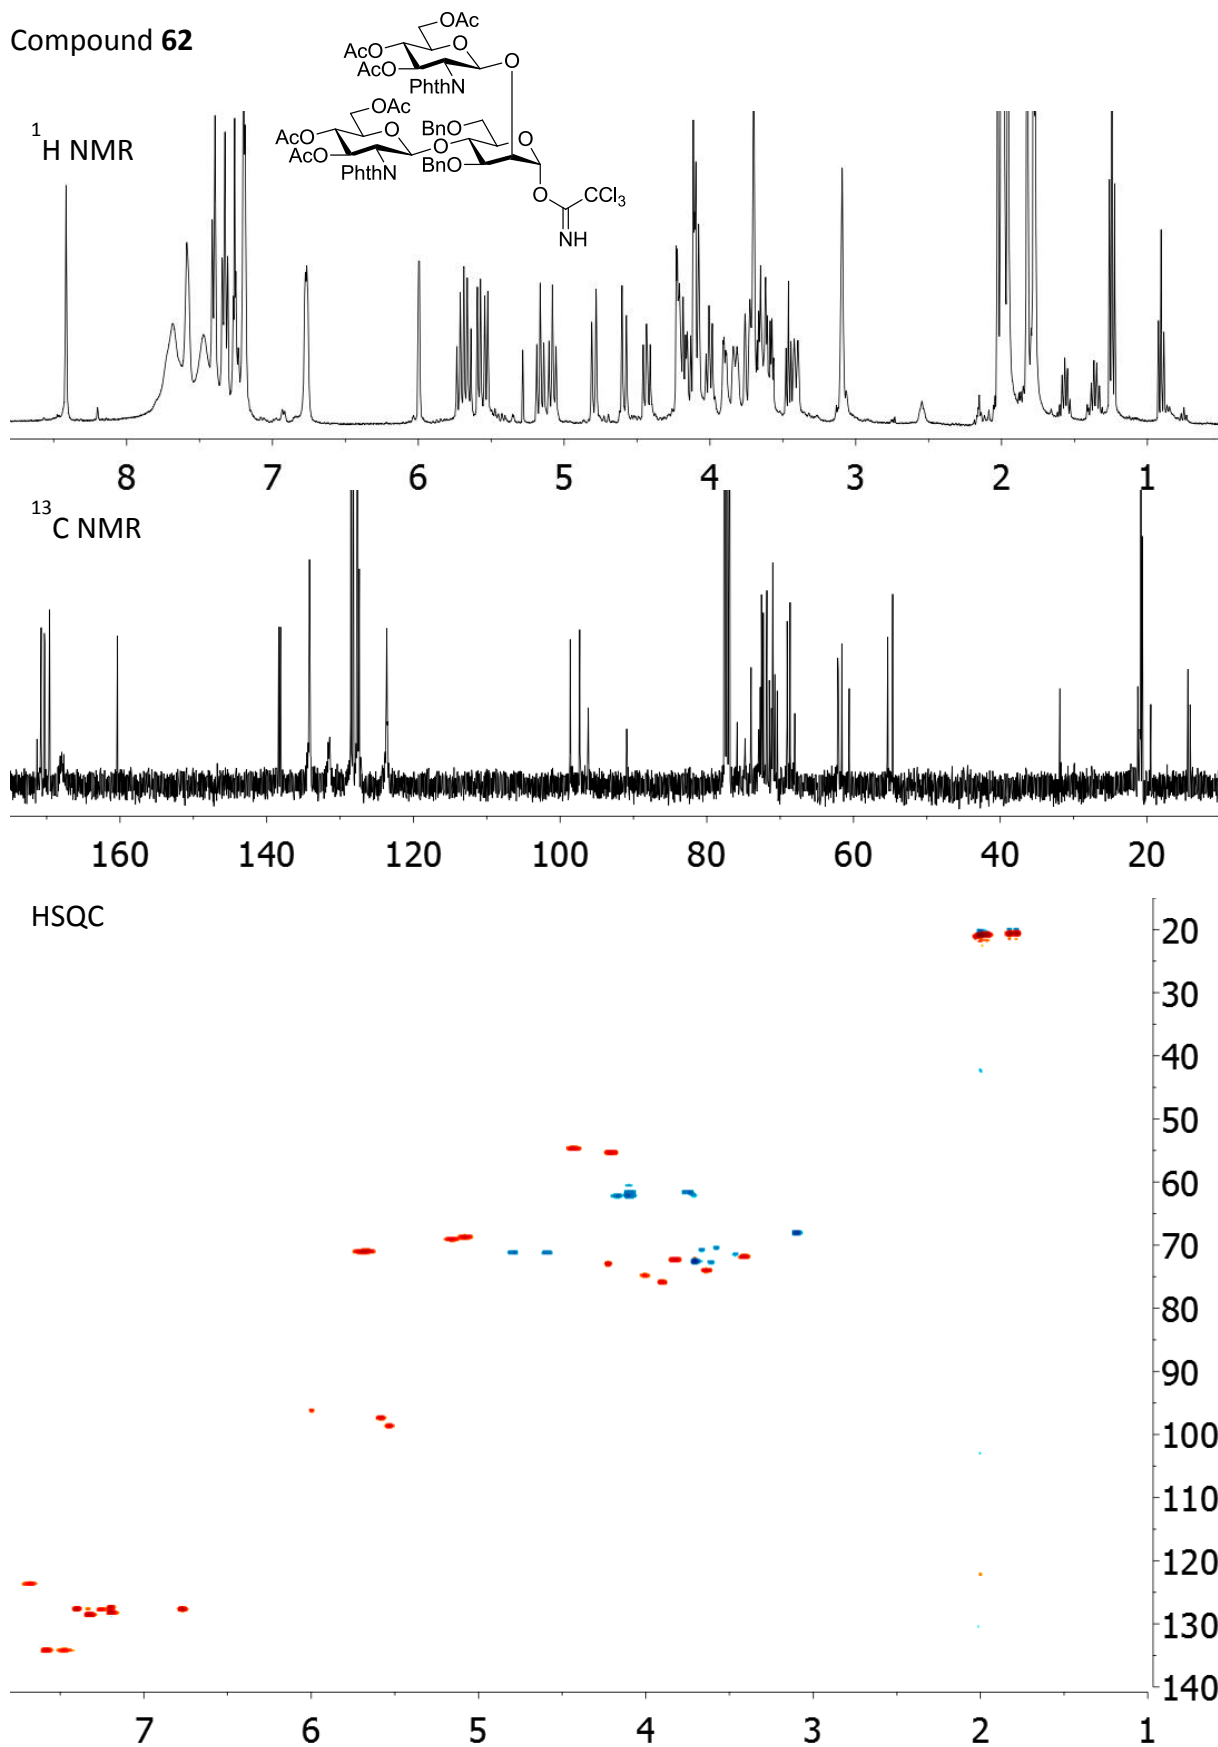 Compound 62
OAc
AcO
AcO
O
O
PhthN
OAc
AcO
AcO
O
O
PhthN
BnO
BnO
O
O
CCl3
NH
1H NMR
8 7 6 5 4 3 2 1
13C NMR
160 140 120 100 80 60 40 20
HSQC
20
30
40
50
60
70
80
90
100
110
120
130
140
7 6 5 4 3 2 1